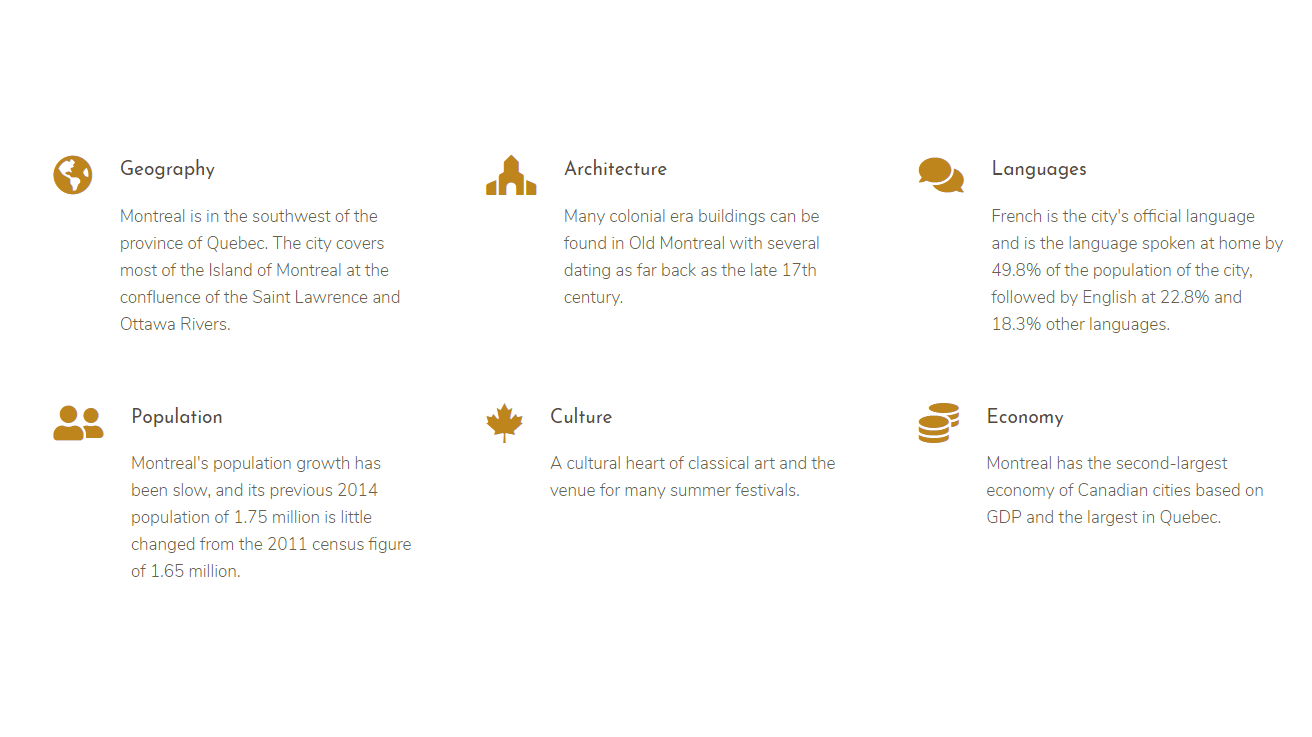 Geography
Montreal is in the southwest of the
province of Quebec. The city covers
most of the Island of Montreal at the
confluence of the Saint Lawrence and
Ottawa Rivers.
Architecture
Many colonial era buildings can be
found in Old Montreal with several
dating as far back as the late 17th
century.
Languages
French is the city's official language
and is the language spoken at home by
49.8% of the population of the city,
followed by English at 22.8% and
18.3% other languages.
Population
Montreal's population growth has
been slow, and its previous 2014
population of 1.75 million is little
changed from the 2011 census figure
of 1.65 million.
Culture
A cultural heart of classical art and the
venue for many summer festivals.
Economy
Montreal has the second-largest
economy of Canadian cities based on
GDP and the largest in Quebec.